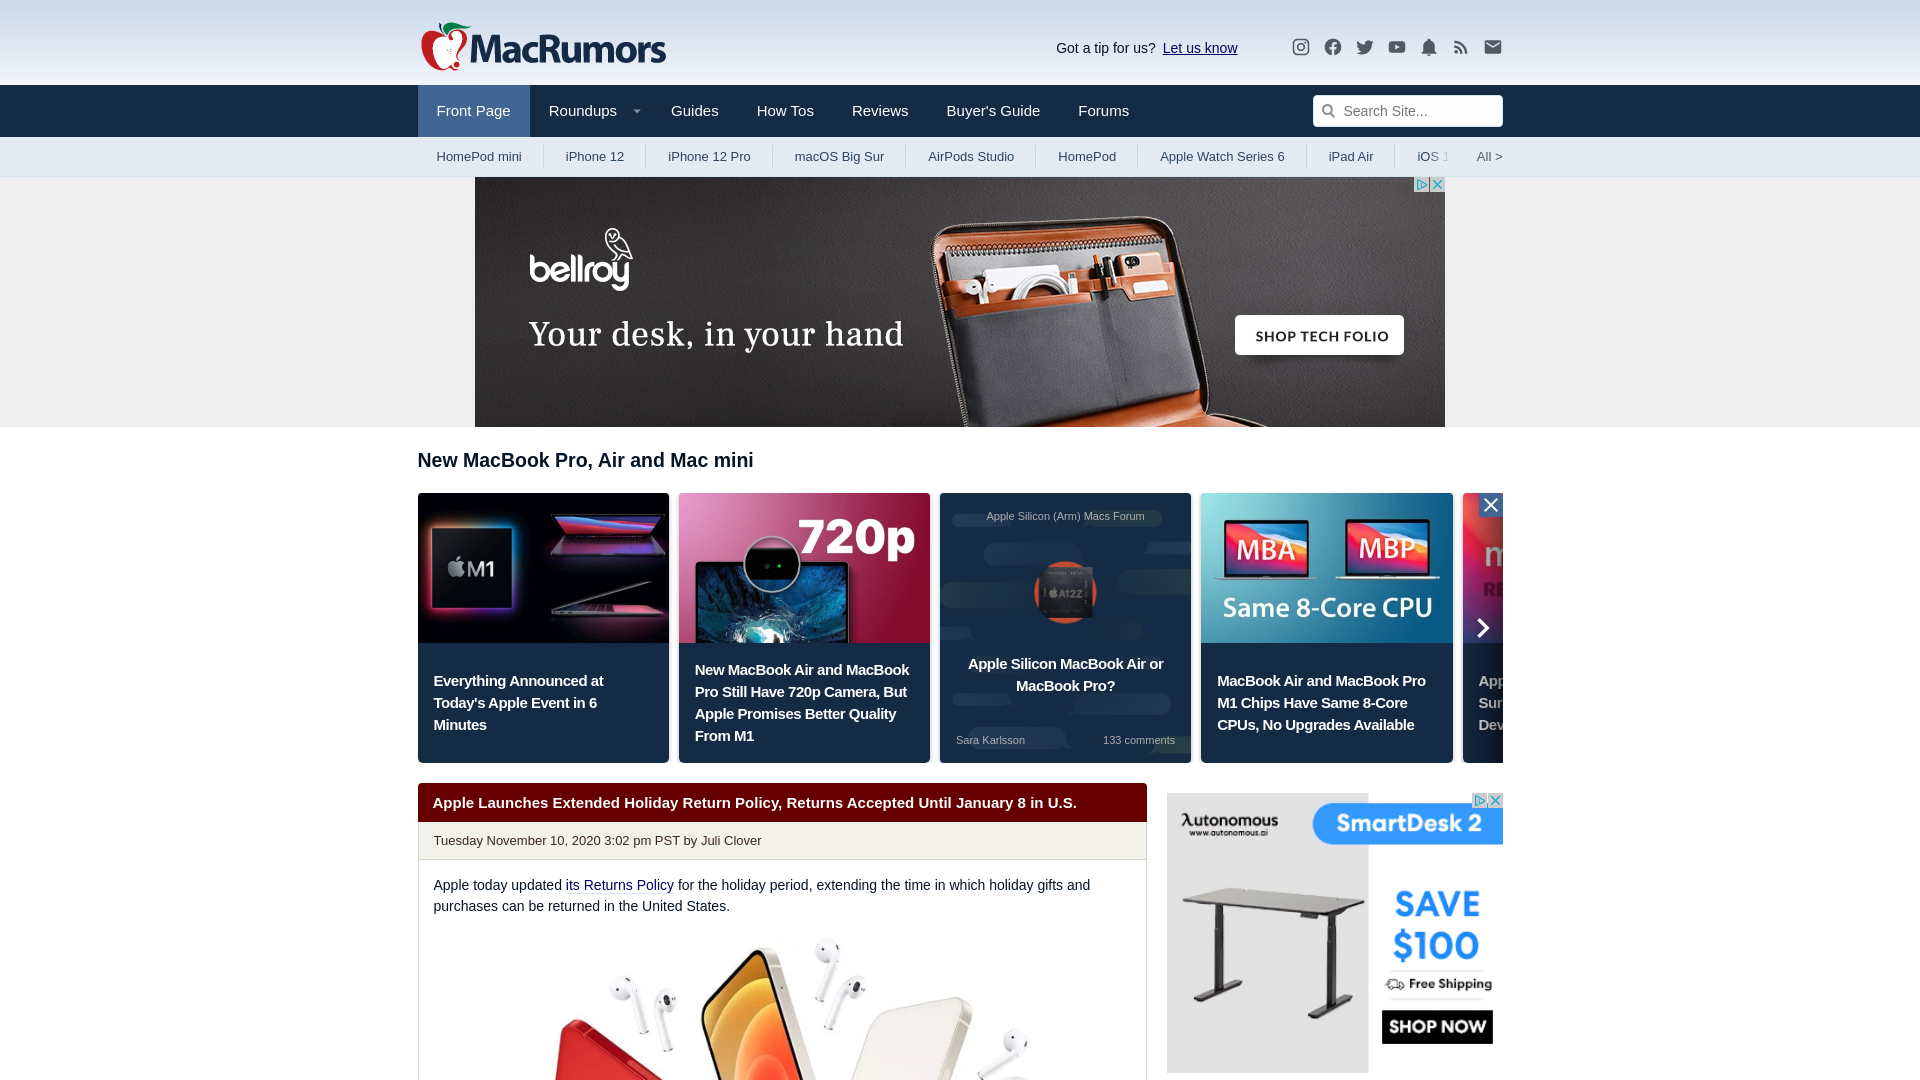 MacRumors
Got a tip for us? Let us know
Front Page Roundups Guides How Tos Reviews Buyer's Guide Forums Search Site...
HomePod mini iPhone 12 iPhone 12 Pro macOS Big Sur AirPods Studio HomePod Apple Watch Series 6 iPad Air iOS All >
bellroy
Your desk, in your hand
SHOP TECH FOLIO
New MacBook Pro, Air and Mac mini
M1
Everything Announced at
Today's Apple Event in 6
Minutes
720p
New MacBook Air and MacBook
Pro Still Have 720p Camera, But
Apple Promises Better Quality
From M1
Apple Silicon (Arm) Macs Forum
A12Z
Apple Silicon MacBook Air or
MacBook Pro?
Sara Karlsson 133 comments
MBA MBP
Same 8-Core CPU
MacBook Air and MacBook Pro
M1 Chips Have Same 8-Core
CPUs, No Upgrades Available
Apple Launches Extended Holiday Return Policy, Returns Accepted Until January 8 in U.S.
Tuesday November 10, 2020 3:02 pm PST by Juli Clover
Apple today updated its Returns Policy for the holiday period, extending the time in which holiday gifts and
purchases can be returned in the United States.
Autonomous
www.autonomous.ai
SmartDesk 2
SAVE
$100
Free Shipping
SHOP NOW